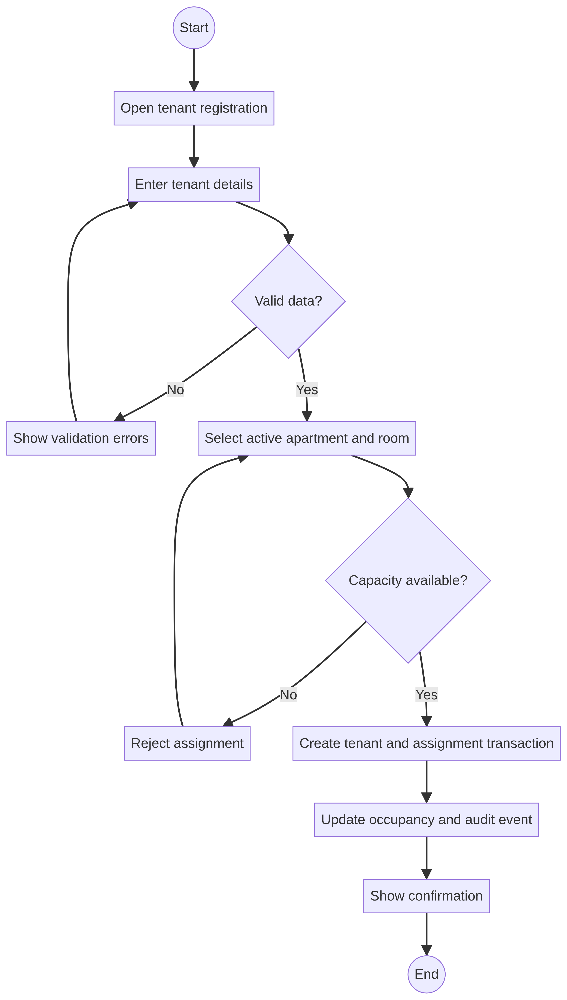 Start
Open tenant registration
Enter tenant details
Valid data?
No
Yes
Show validation errors
Select active apartment and room
Capacity available?
No
Yes
Reject assignment
Create tenant and assignment transaction
Update occupancy and audit event
Show confirmation
End